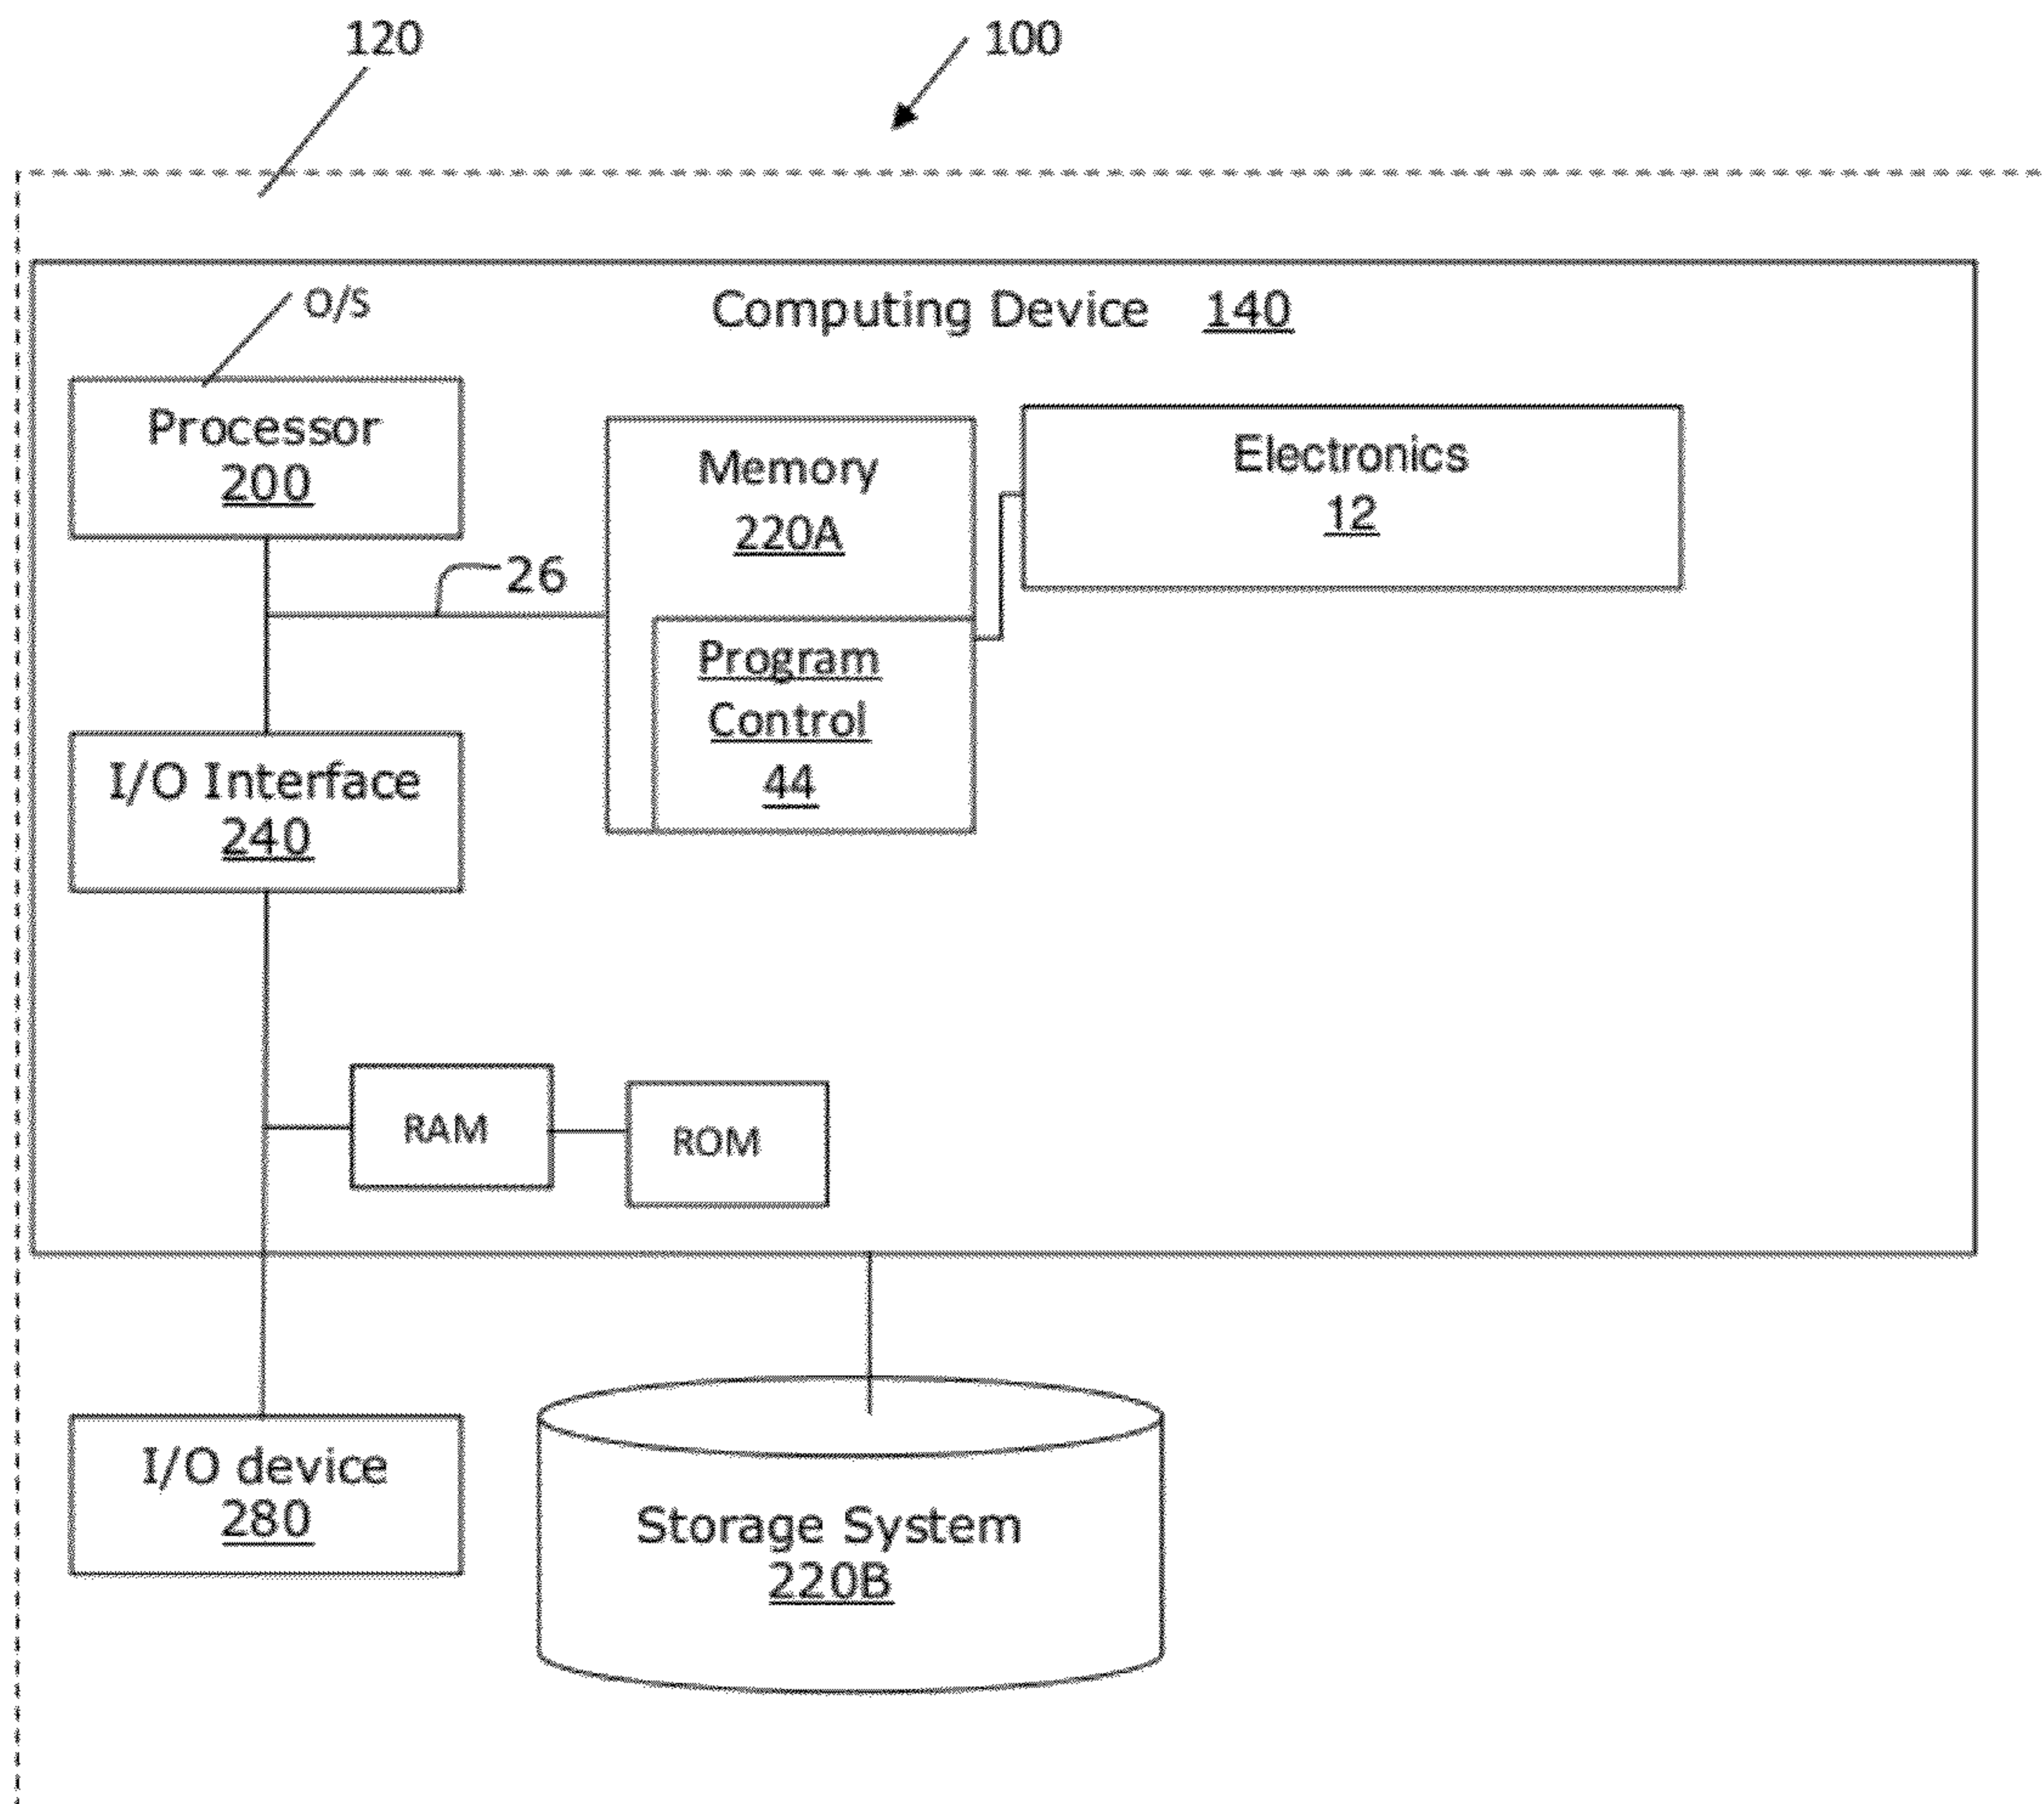 120
100
O/S
Computing Device 140
Processor
200
Memory
220A
Electronics
12
26
Program
Control
44
I/O Interface
240
RAM
ROM
I/O device
280
Storage System
220B